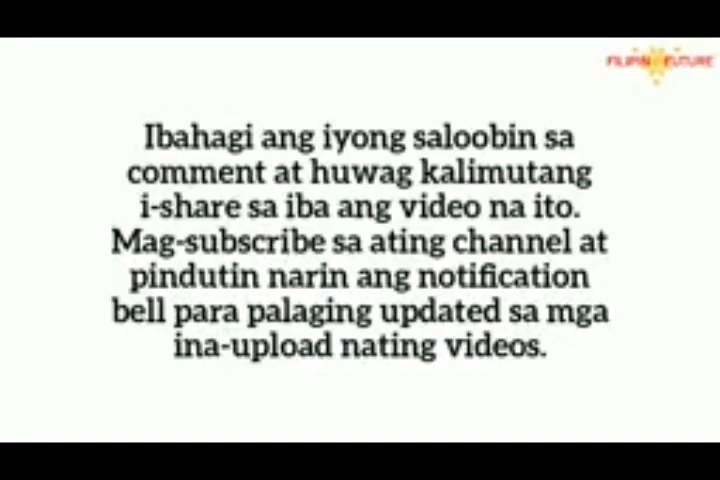 FILIPINO FUTURE
Ibahagi ang iyong saloobin sa
comment at huwag kalimutang
i-share sa iba ang video na ito.
Mag-subscribe sa ating channel at
pindutin narin ang notification
bell para palaging updated sa mga
ina-upload nating videos.